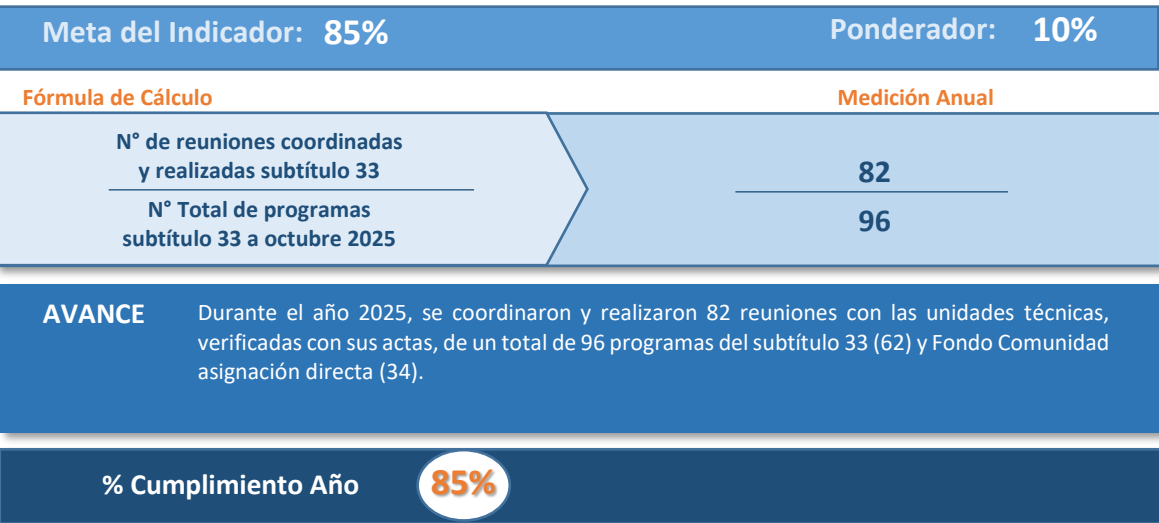 Meta del Indicador: 85%
Ponderador: 10%
Fórmula de Cálculo
Medición Anual
N° de reuniones coordinadas
y realizadas subtítulo 33
N° Total de programas
subtítulo 33 a octubre 2025
82
96
AVANCE
Durante el año 2025, se coordinaron y realizaron 82 reuniones con las unidades técnicas,
verificadas con sus actas, de un total de 96 programas del subtítulo 33 (62) y Fondo Comunidad
asignación directa (34).
% Cumplimiento Año 85%